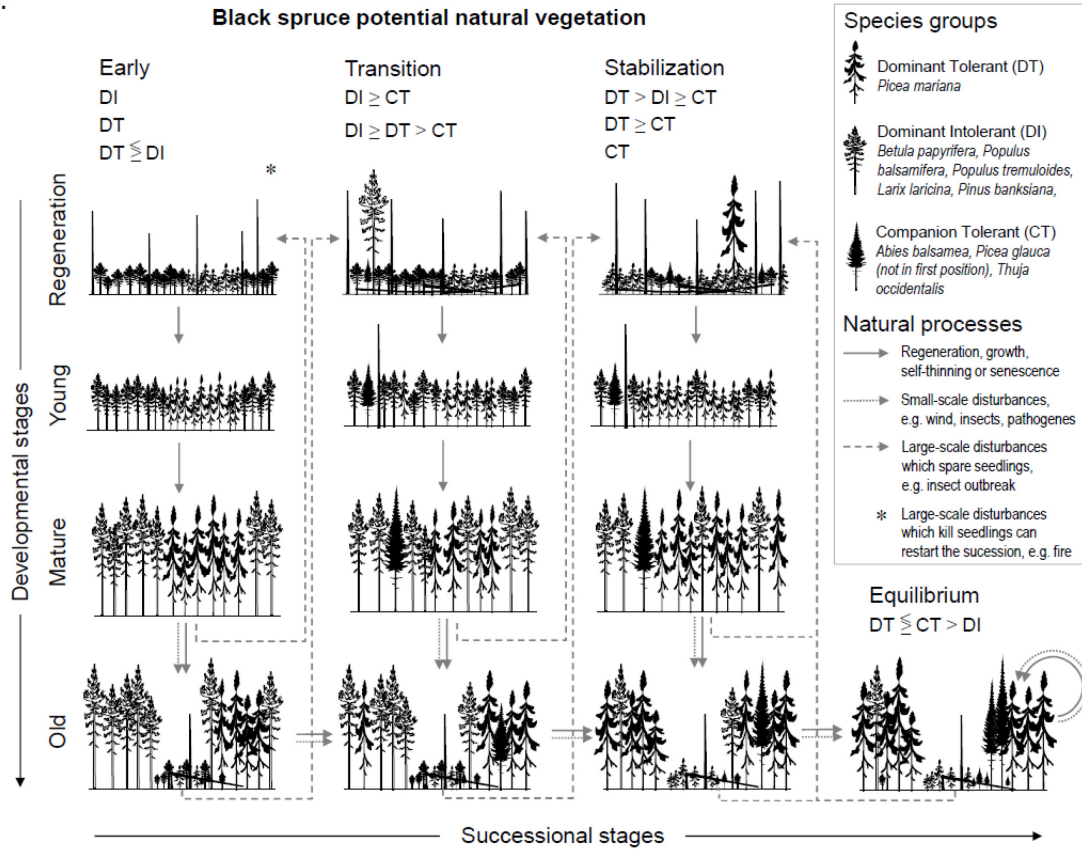 Black spruce potential natural vegetation
Early
DI
DT
DT ≦ DI
*
Transition
DI ≥ CT
DI ≥ DT > CT
Stabilization
DT > DI ≥ CT
DT ≥ CT
CT
Regeneration
Young
Mature
Old
Developmental stages
Equilibrium
DT ≦ CT > DI
Successional stages
Species groups
Dominant Tolerant (DT)
Picea mariana
Dominant Intolerant (DI)
Betula papyrifera, Populus
balsamifera, Populus tremuloides,
Larix laricina, Pinus banksiana,
Companion Tolerant (CT)
Abies balsamea, Picea glauca
(not in first position), Thuja
occidentalis
Natural processes
Regeneration, growth,
self-thinning or senescence
Small-scale disturbances,
e.g. wind, insects, pathogenes
Large-scale disturbances
which spare seedlings,
e.g. insect outbreak
* Large-scale disturbances
which kill seedlings can
restart the sucession, e.g. fire